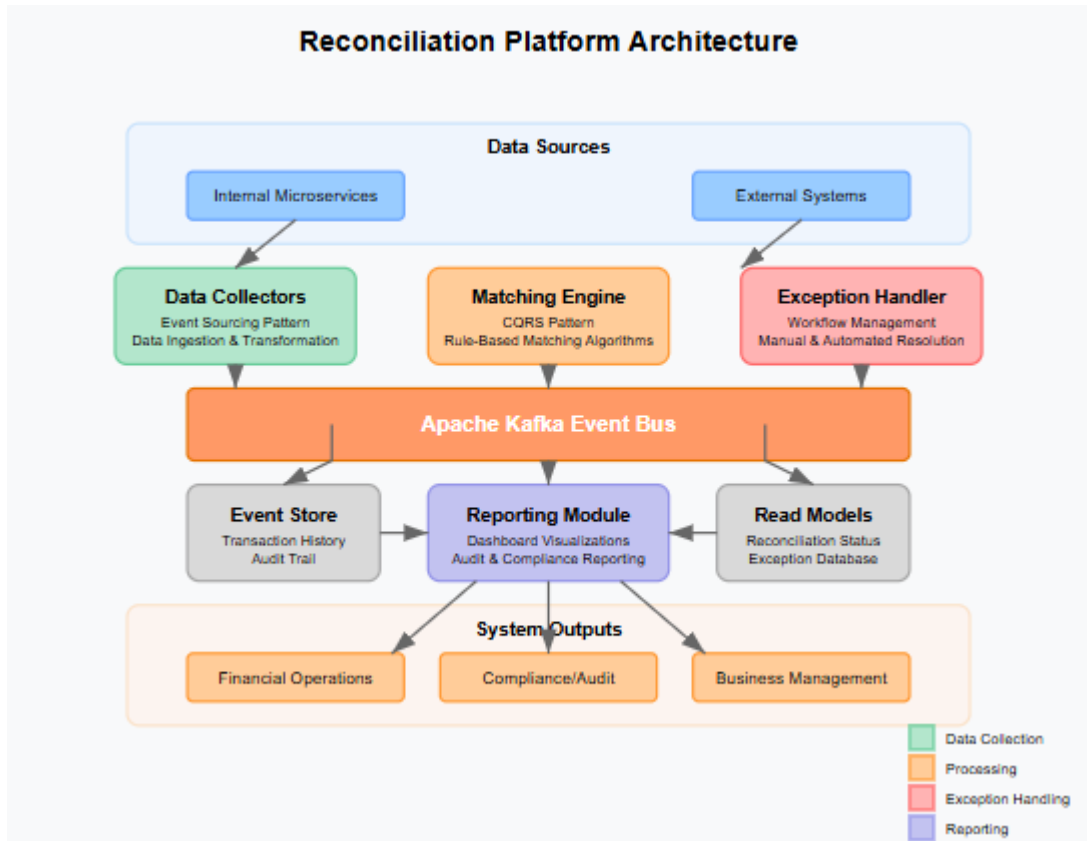 Reconciliation Platform Architecture
Data Sources
Internal Microservices
External Systems
Data Collectors
Event Sourcing Pattern
Data Ingestion & Transformation
Matching Engine
CQRS Pattern
Rule-Based Matching Algorithms
Exception Handler
Workflow Management
Manual & Automated Resolution
Apache Kafka Event Bus
Event Store
Transaction History
Audit Trail
Reporting Module
Dashboard Visualizations
Audit & Compliance Reporting
Read Models
Reconciliation Status
Exception Database
System Outputs
Financial Operations
Compliance/Audit
Business Management
Data Collection
Processing
Exception Handling
Reporting